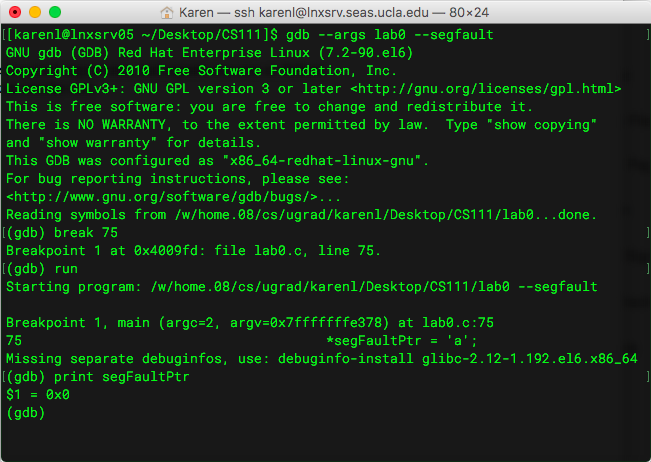 Karen — ssh karenl@lnxsrv.seas.ucla.edu — 80×24
[[karenl@lnxsrv05 ~/Desktop/CS111]$ gdb --args lab0 --segfault ]
GNU gdb (GDB) Red Hat Enterprise Linux (7.2-90.el6)
Copyright (C) 2010 Free Software Foundation, Inc.
License GPLv3+: GNU GPL version 3 or later <http://gnu.org/licenses/gpl.html>
This is free software: you are free to change and redistribute it.
There is NO WARRANTY, to the extent permitted by law.  Type "show copying"
and "show warranty" for details.
This GDB was configured as "x86_64-redhat-linux-gnu".
For bug reporting instructions, please see:
<http://www.gnu.org/software/gdb/bugs/>...
Reading symbols from /w/home.08/cs/ugrad/karenl/Desktop/CS111/lab0...done.
[(gdb) break 75 ]
Breakpoint 1 at 0x4009fd: file lab0.c, line 75.
[(gdb) run ]
Starting program: /w/home.08/cs/ugrad/karenl/Desktop/CS111/lab0 --segfault
Breakpoint 1, main (argc=2, argv=0x7fffffffe378) at lab0.c:75
75 *segFaultPtr = 'a';
Missing separate debuginfos, use: debuginfo-install glibc-2.12-1.192.el6.x86_64
[(gdb) print segFaultPtr ]
$1 = 0x0
(gdb)